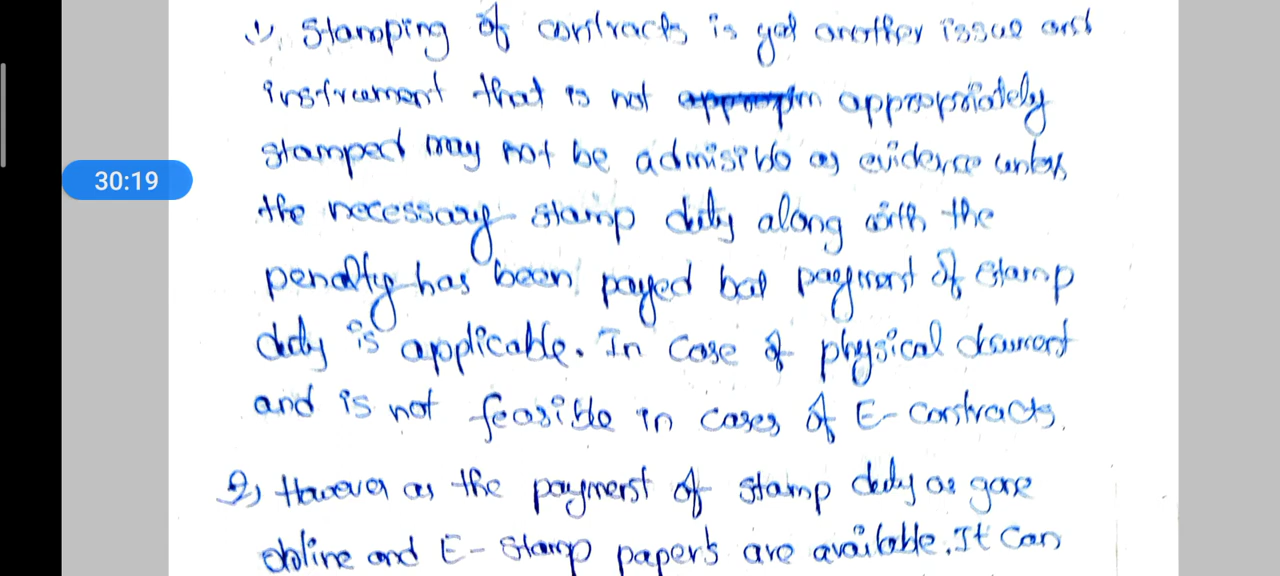 1), Stamping of contracts is yet another issue and
instrument that is not appropriately
stamped may not be admisible as evidence unless
30:19
the necessary stamp duty along with the
penalty has been payed but payment of stamp
duty is applicable. In case of physical document
and is not feasible in cases of E-contracts.
2) However as the payment of stamp duty as gone
online and E-stamp papers are available. It can